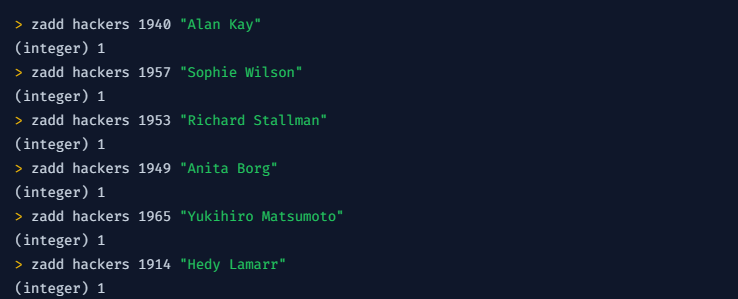 > zadd hackers 1940 "Alan Kay"
(integer) 1
> zadd hackers 1957 "Sophie Wilson"
(integer) 1
> zadd hackers 1953 "Richard Stallman"
(integer) 1
> zadd hackers 1949 "Anita Borg"
(integer) 1
> zadd hackers 1965 "Yukihiro Matsumoto"
(integer) 1
> zadd hackers 1914 "Hedy Lamarr"
(integer) 1